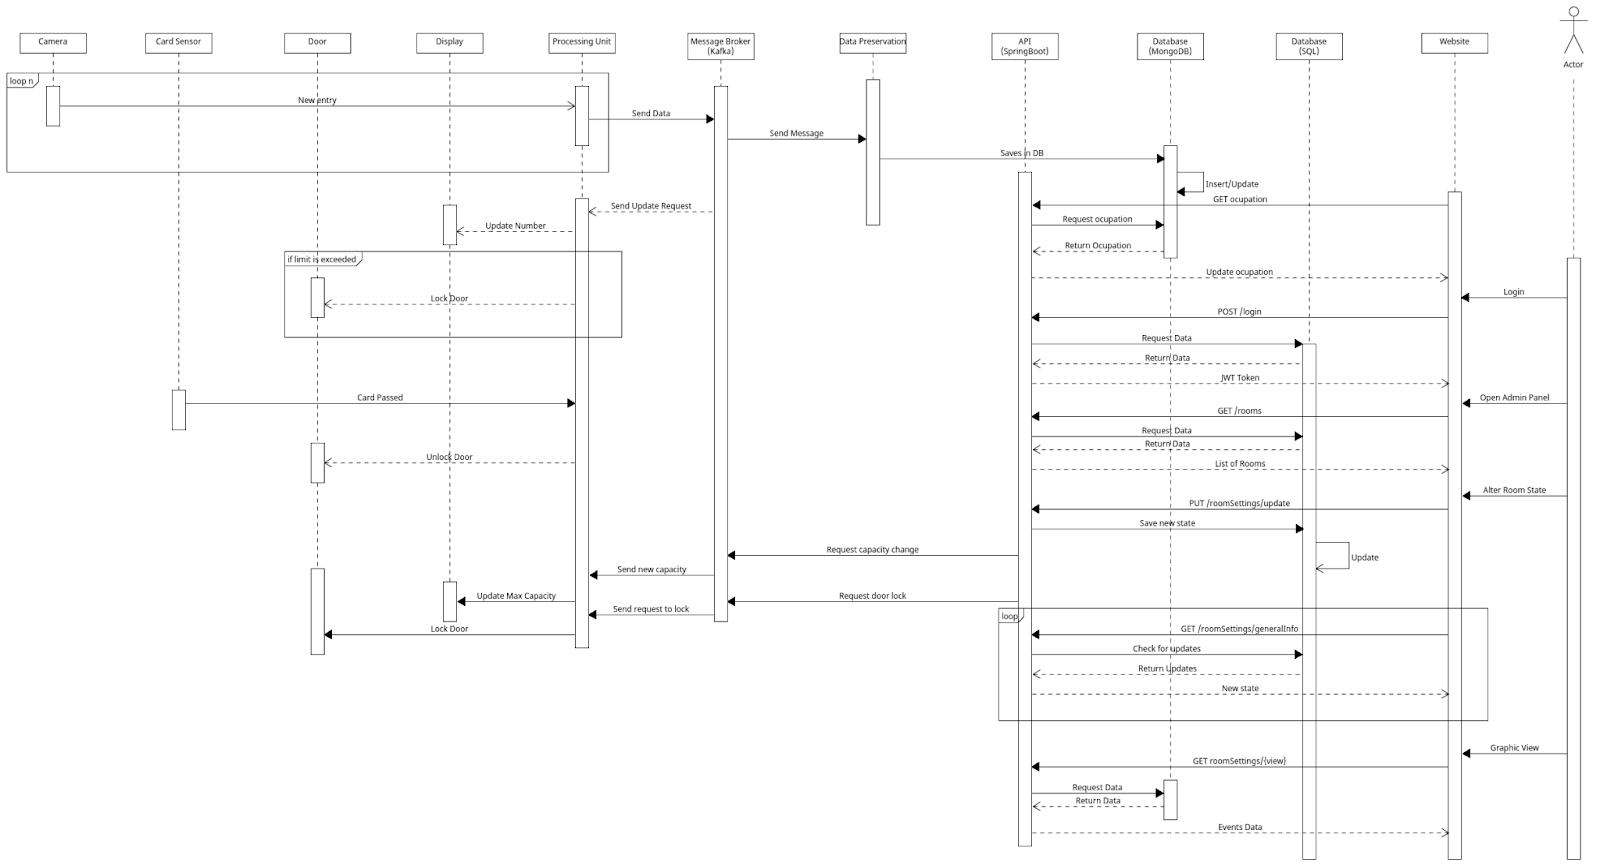 Camera
Card Sensor
Door
Display
Processing Unit
Message Broker
(Kafka)
Data Preservation
API
(SpringBoot)
Database
(MongoDB)
Database
(SQL)
Website
Actor
loop n
New entry
Send Data
Send Message
Saves in DB
Insert/Update
GET ocupation
Send Update Request
Request ocupation
Update Number
Return Ocupation
if limit is exceeded
Update ocupation
Login
Lock Door
POST /login
Request Data
Return Data
JWT Token
Card Passed
Open Admin Panel
GET /rooms
Request Data
Return Data
Unlock Door
List of Rooms
Alter Room State
PUT /roomSettings/update
Save new state
Request capacity change
Update
Send new capacity
Update Max Capacity
Request door lock
Send request to lock
loop
Lock Door
GET /roomSettings/generalInfo
Check for updates
Return Updates
New state
Graphic View
GET roomSettings/{view}
Request Data
Return Data
Events Data